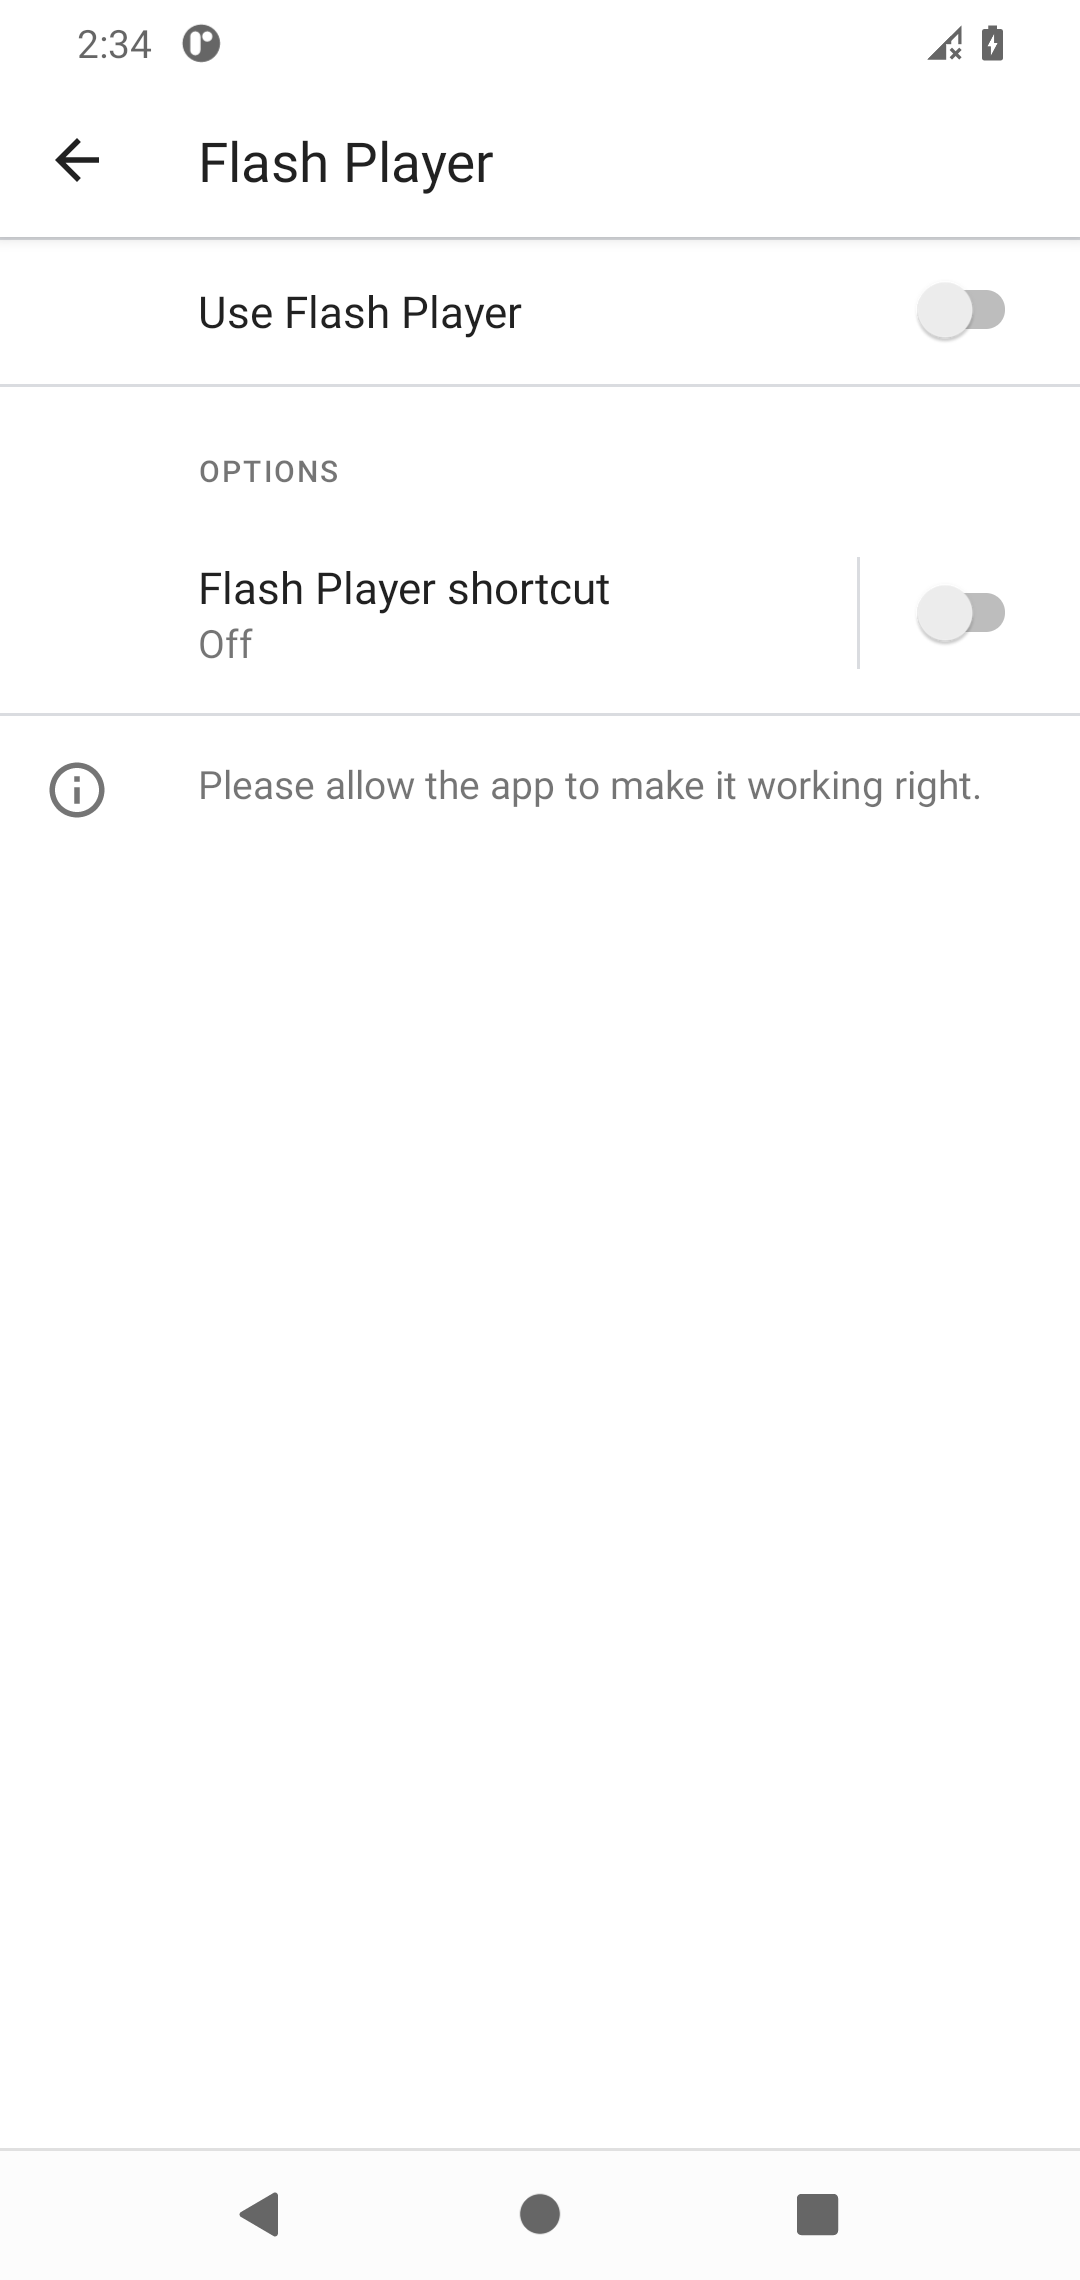 2:34
Flash Player
Use Flash Player
OPTIONS
Flash Player shortcut
Off
Please allow the app to make it working right.